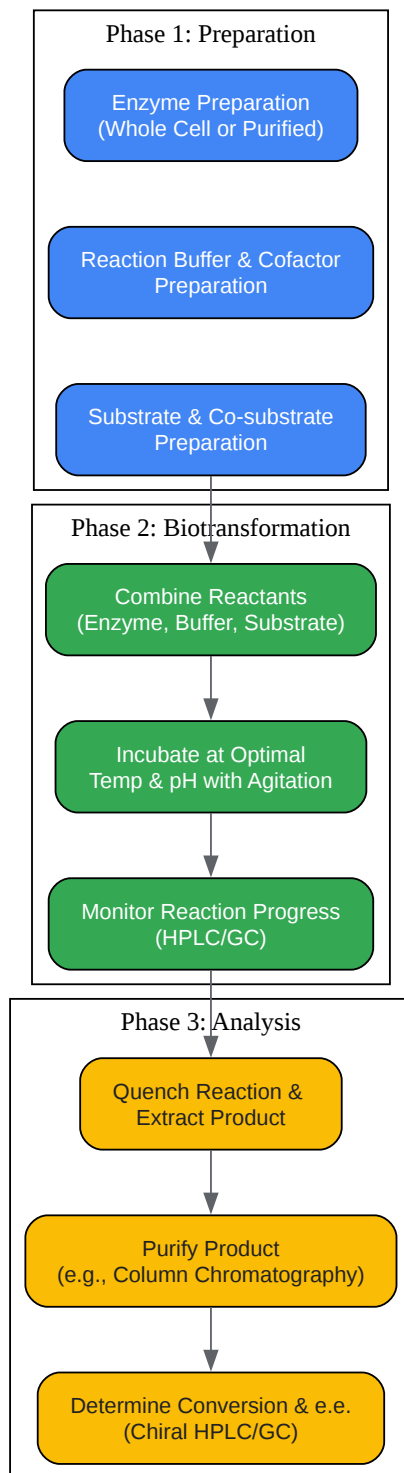 Phase 1: Preparation
Enzyme Preparation
(Whole Cell or Purified)
Reaction Buffer & Cofactor
Preparation
Substrate & Co-substrate
Preparation
Phase 2: Biotransformation
Combine Reactants
(Enzyme, Buffer, Substrate)
Incubate at Optimal
Temp & pH with Agitation
Monitor Reaction Progress
(HPLC/GC)
Phase 3: Analysis
Quench Reaction &
Extract Product
Purify Product
(e.g., Column Chromatography)
Determine Conversion & e.e.
(Chiral HPLC/GC)